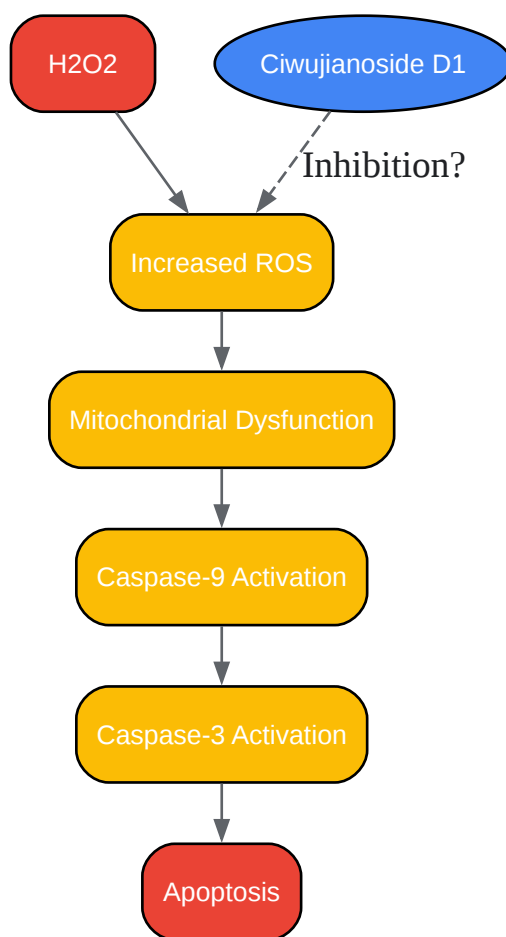 H2O2
Ciwujianoside D1
Inhibition?
Increased ROS
Mitochondrial Dysfunction
Caspase-9 Activation
Caspase-3 Activation
Apoptosis